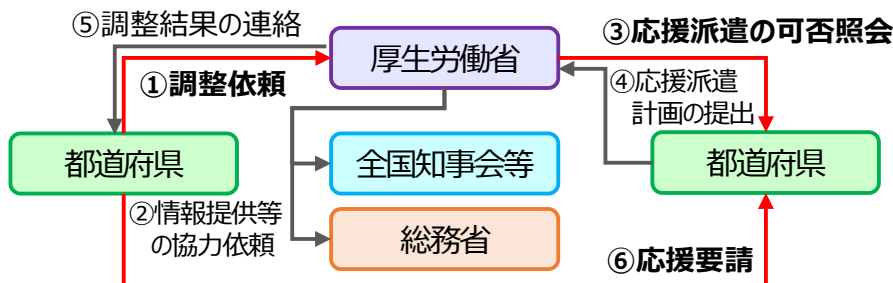 ⑤調整結果の連絡
厚生労働省
③応援派遣の可否照会
①調整依頼
④応援派遣
計画の提出
都道府県
全国知事会等
都道府県
②情報提供等
の協力依頼
総務省
⑥応援要請